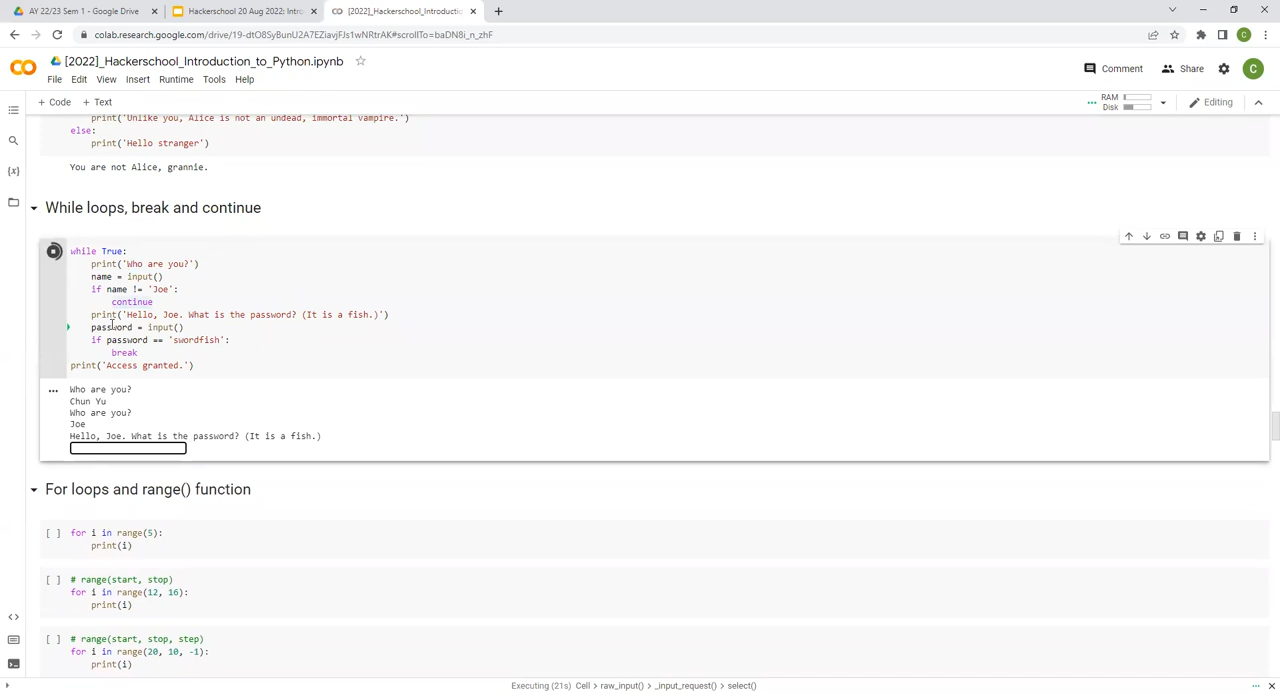 AY 22/23 Sem 1 - Google Drive
Hackerschool 20 Aug 2022: Intro
[2022]_Hackerschool_Introductio
colab.research.google.com/drive/19-dtO8SyBunU2A7EZiavjFJs1wNRtrAK#scrollTo=baDN8i_n_zhF
[2022]_Hackerschool_Introduction_to_Python.ipynb
File Edit View Insert Runtime Tools Help
Comment Share C
+ Code + Text
RAM
Disk
Editing
print('Unlike you, Alice is not an undead, immortal vampire.')
else:
print('Hello stranger')
You are not Alice, grannie.
While loops, break and continue
while True:
print('Who are you?')
name = input()
if name != 'Joe':
continue
print('Hello, Joe. What is the password? (It is a fish.)')
password = input()
if password == 'swordfish':
break
print('Access granted.')
Who are you?
Chun Yu
Who are you?
Joe
Hello, Joe. What is the password? (It is a fish.)
For loops and range() function
[ ] for i in range(5):
print(i)
[ ] # range(start, stop)
for i in range(12, 16):
print(i)
[ ] # range(start, stop, step)
for i in range(20, 10, -1):
print(i)
Executing (21s) Cell > raw_input() > _input_request() > select()